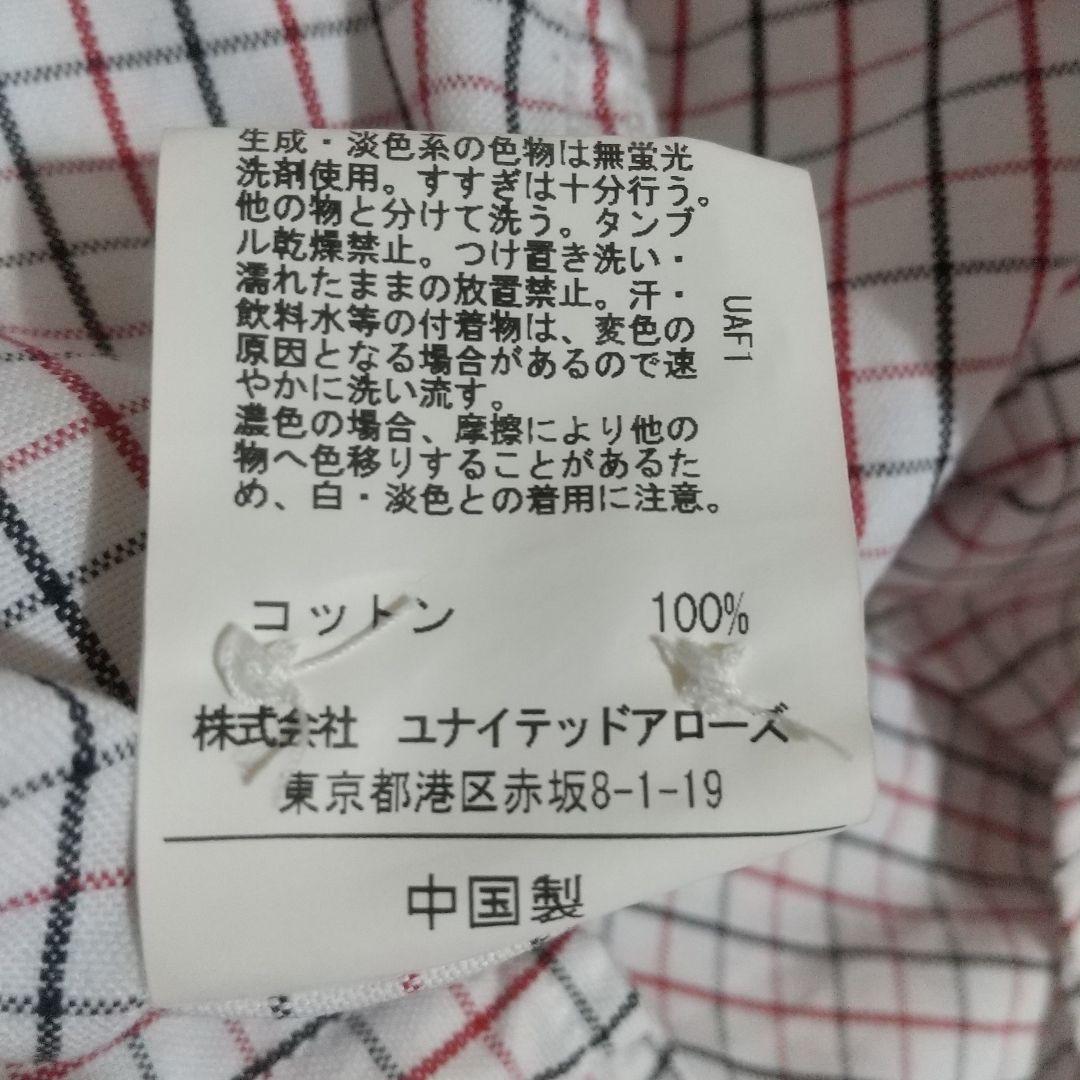 生成・淡色系の色物は無蛍光
洗剤使用。すすぎは十分行う。
他の物と分けて洗う。タンブ
ル乾燥禁止。つけ置き洗い・
濡れたままの放置禁止。汗・
飲料水等の付着物は、変色の
原因となる場合があるので速
やかに洗い流す。
濃色の場合、摩擦により他の
物へ色移りすることがあるた
め、白・淡色との着用に注意。
UAF1
コットン 100%
株式会社 ユナイテッドアローズ
東京都港区赤坂8-1-19
中国製